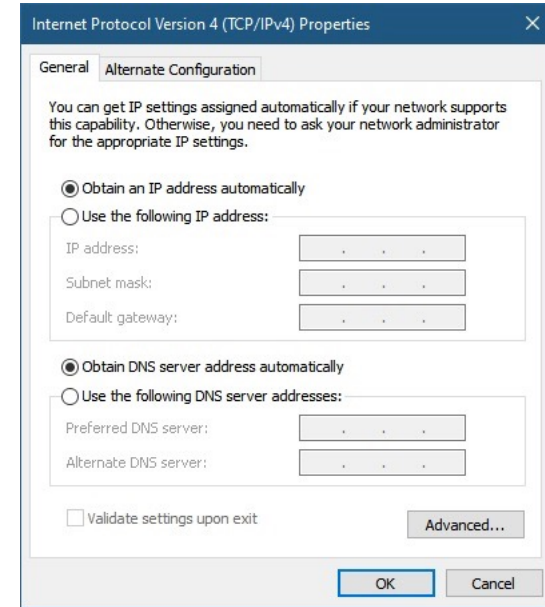 Internet Protocol Version 4 (TCP/IPv4) Properties
General
Alternate Configuration
You can get IP settings assigned automatically if your network supports
this capability. Otherwise, you need to ask your network administrator
for the appropriate IP settings.
Obtain an IP address automatically
Use the following IP address:
IP address:
Subnet mask:
Default gateway:
Obtain DNS server address automatically
Use the following DNS server addresses:
Preferred DNS server:
Alternate DNS server:
Validate settings upon exit
Advanced...
OK
Cancel